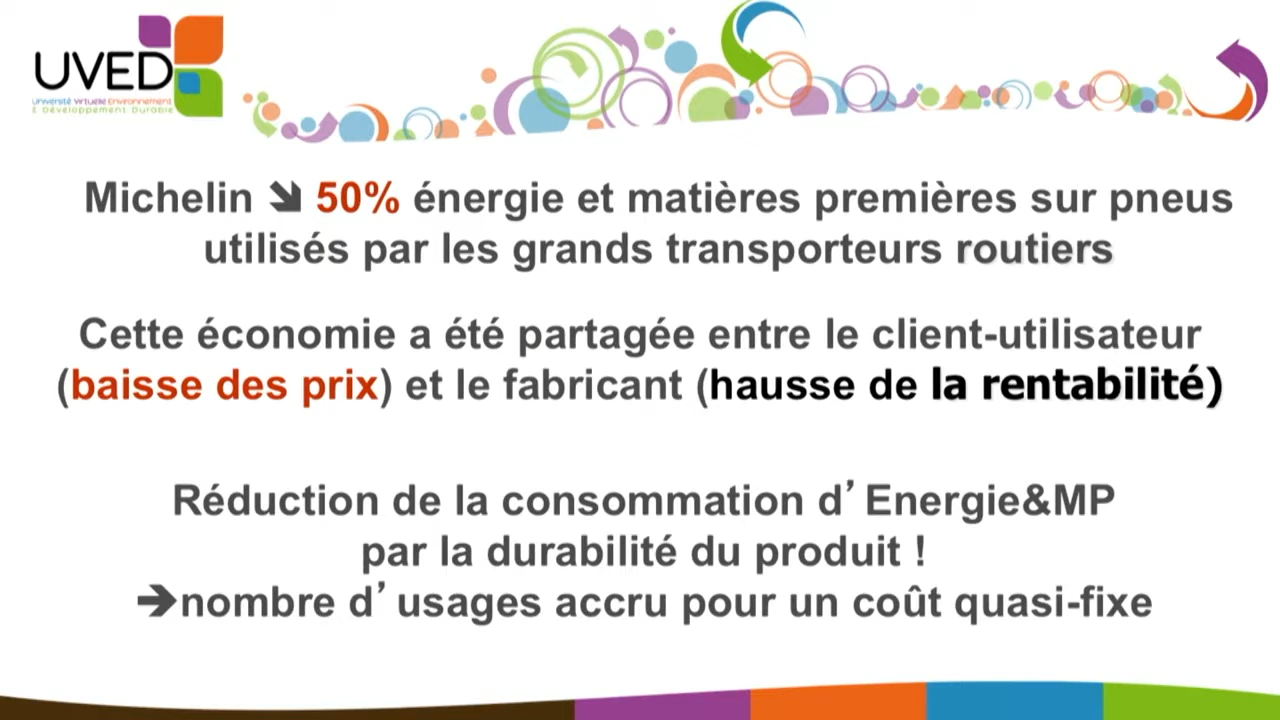 UVED
Université Virtuelle Environnement
& Développement Durable
Michelin ➘ 50% énergie et matières premières sur pneus
utilisés par les grands transporteurs routiers
Cette économie a été partagée entre le client-utilisateur
(baisse des prix) et le fabricant (hausse de la rentabilité)
Réduction de la consommation d’ Energie&MP
par la durabilité du produit !
➔nombre d’ usages accru pour un coût quasi-fixe